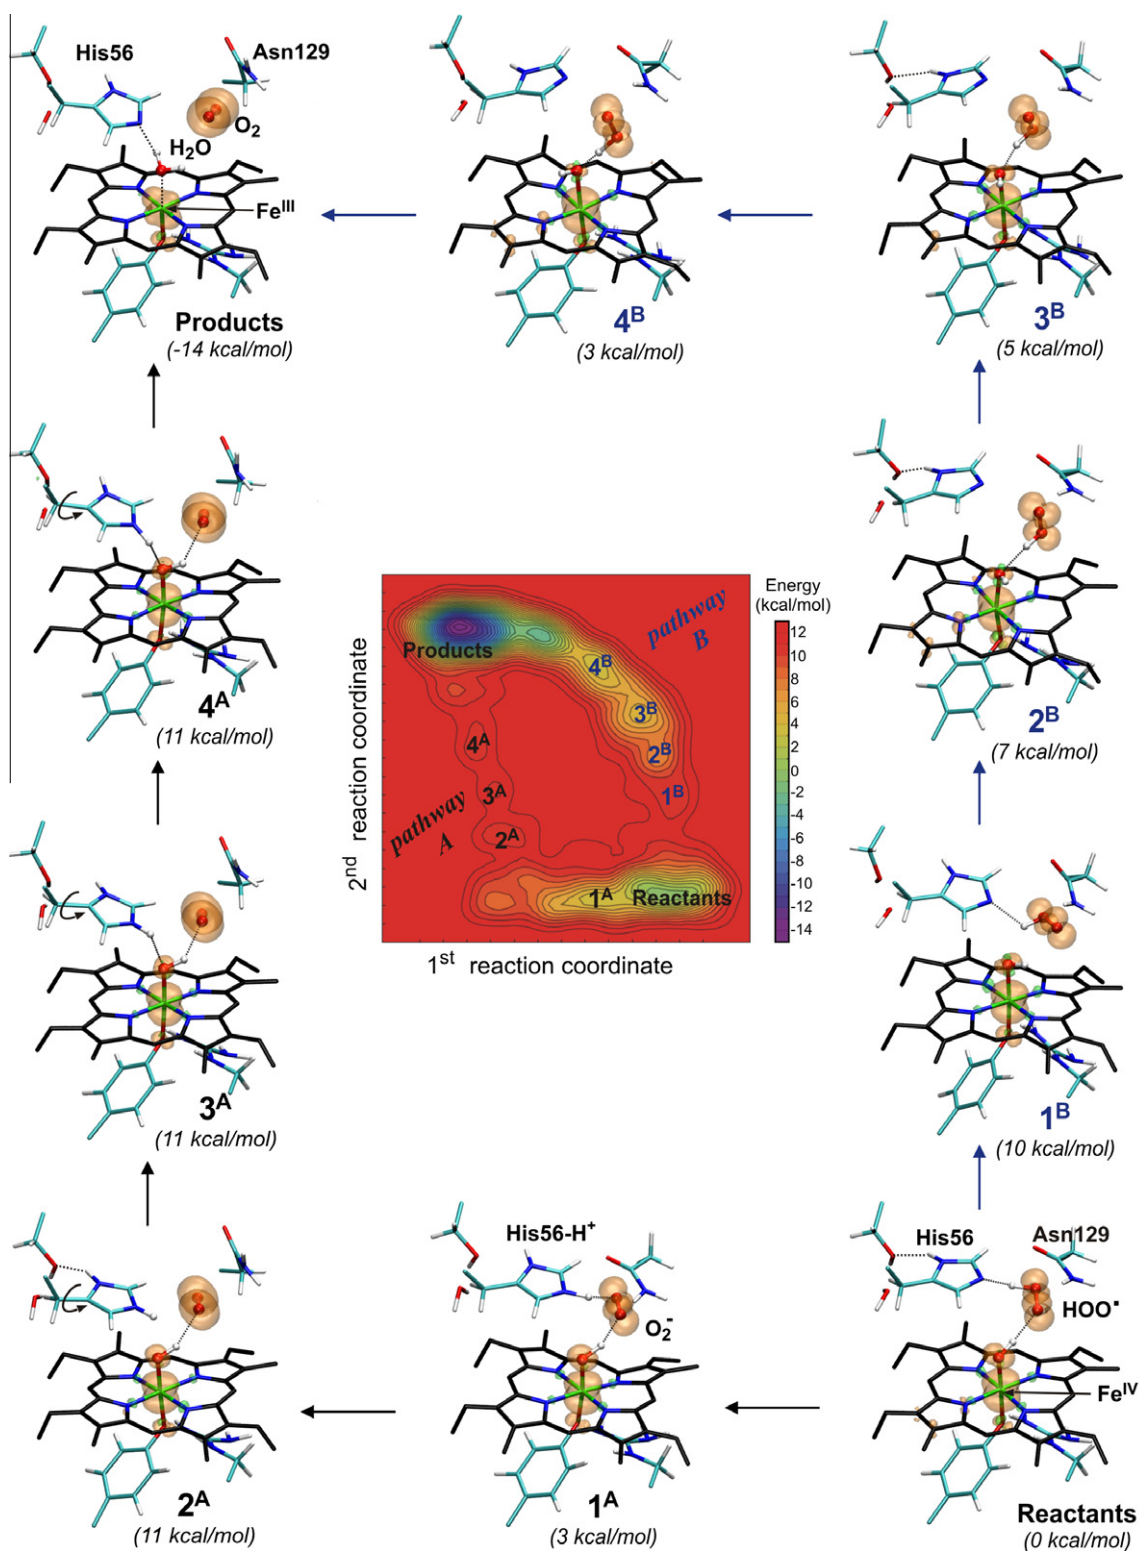 His56
Asn129
O₂
H₂O
Feᴵᴵᴵ
Products
(-14 kcal/mol)
4ᴮ
(3 kcal/mol)
3ᴮ
(5 kcal/mol)
4ᴬ
(11 kcal/mol)
2ᴮ
(7 kcal/mol)
Energy
(kcal/mol)
12
10
8
6
4
2
0
-2
-4
-6
-8
-10
-12
-14
pathway
B
Products
4ᴮ
3ᴮ
2ᴮ
1ᴮ
4ᴬ
3ᴬ
2ᴬ
pathway
A
1ᴬ
Reactants
2ⁿᵈ reaction coordinate
1ˢᵗ reaction coordinate
3ᴬ
(11 kcal/mol)
1ᴮ
(10 kcal/mol)
His56-H⁺
O₂⁻
His56
Asn129
HOO•
Feᴵⱽ
2ᴬ
(11 kcal/mol)
1ᴬ
(3 kcal/mol)
Reactants
(0 kcal/mol)